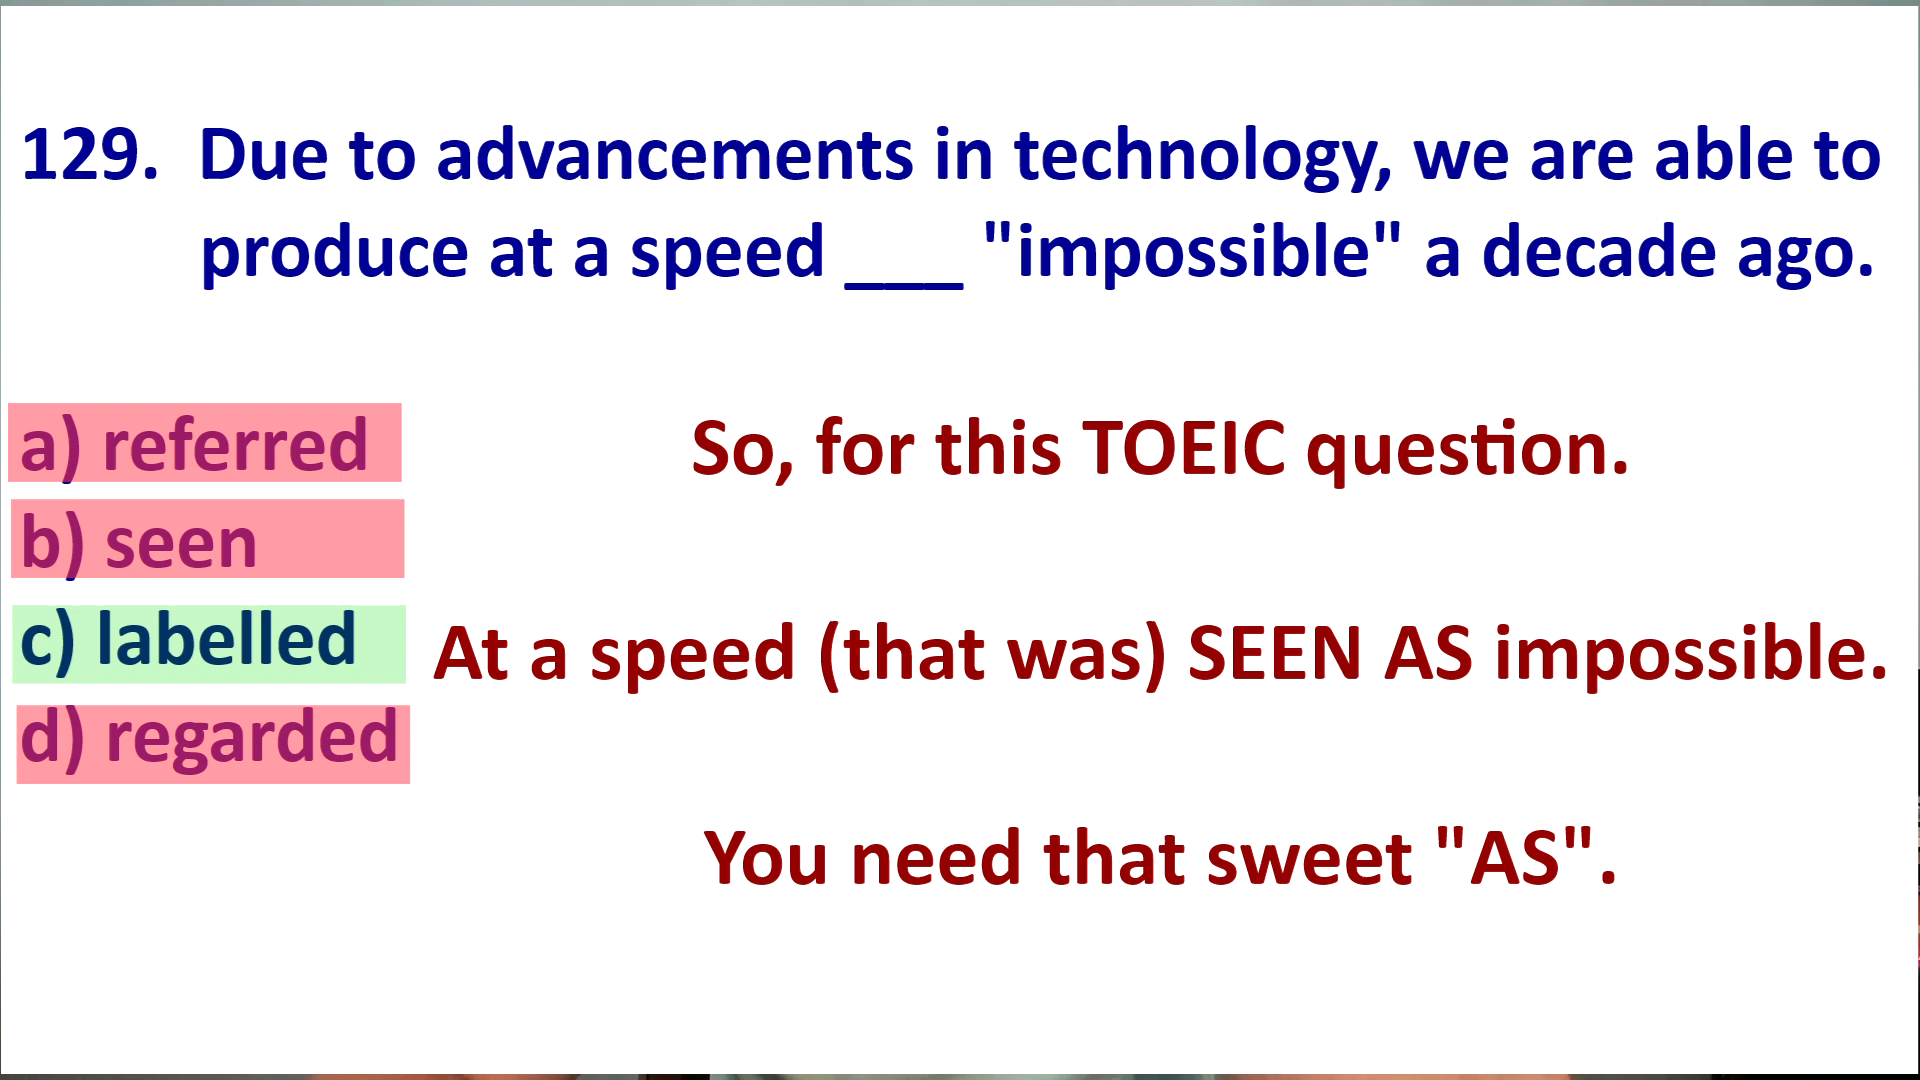 129. Due to advancements in technology, we are able to
produce at a speed ___ "impossible" a decade ago.
a) referred
b) seen
c) labelled
d) regarded
So, for this TOEIC question.
At a speed (that was) SEEN AS impossible.
You need that sweet "AS".